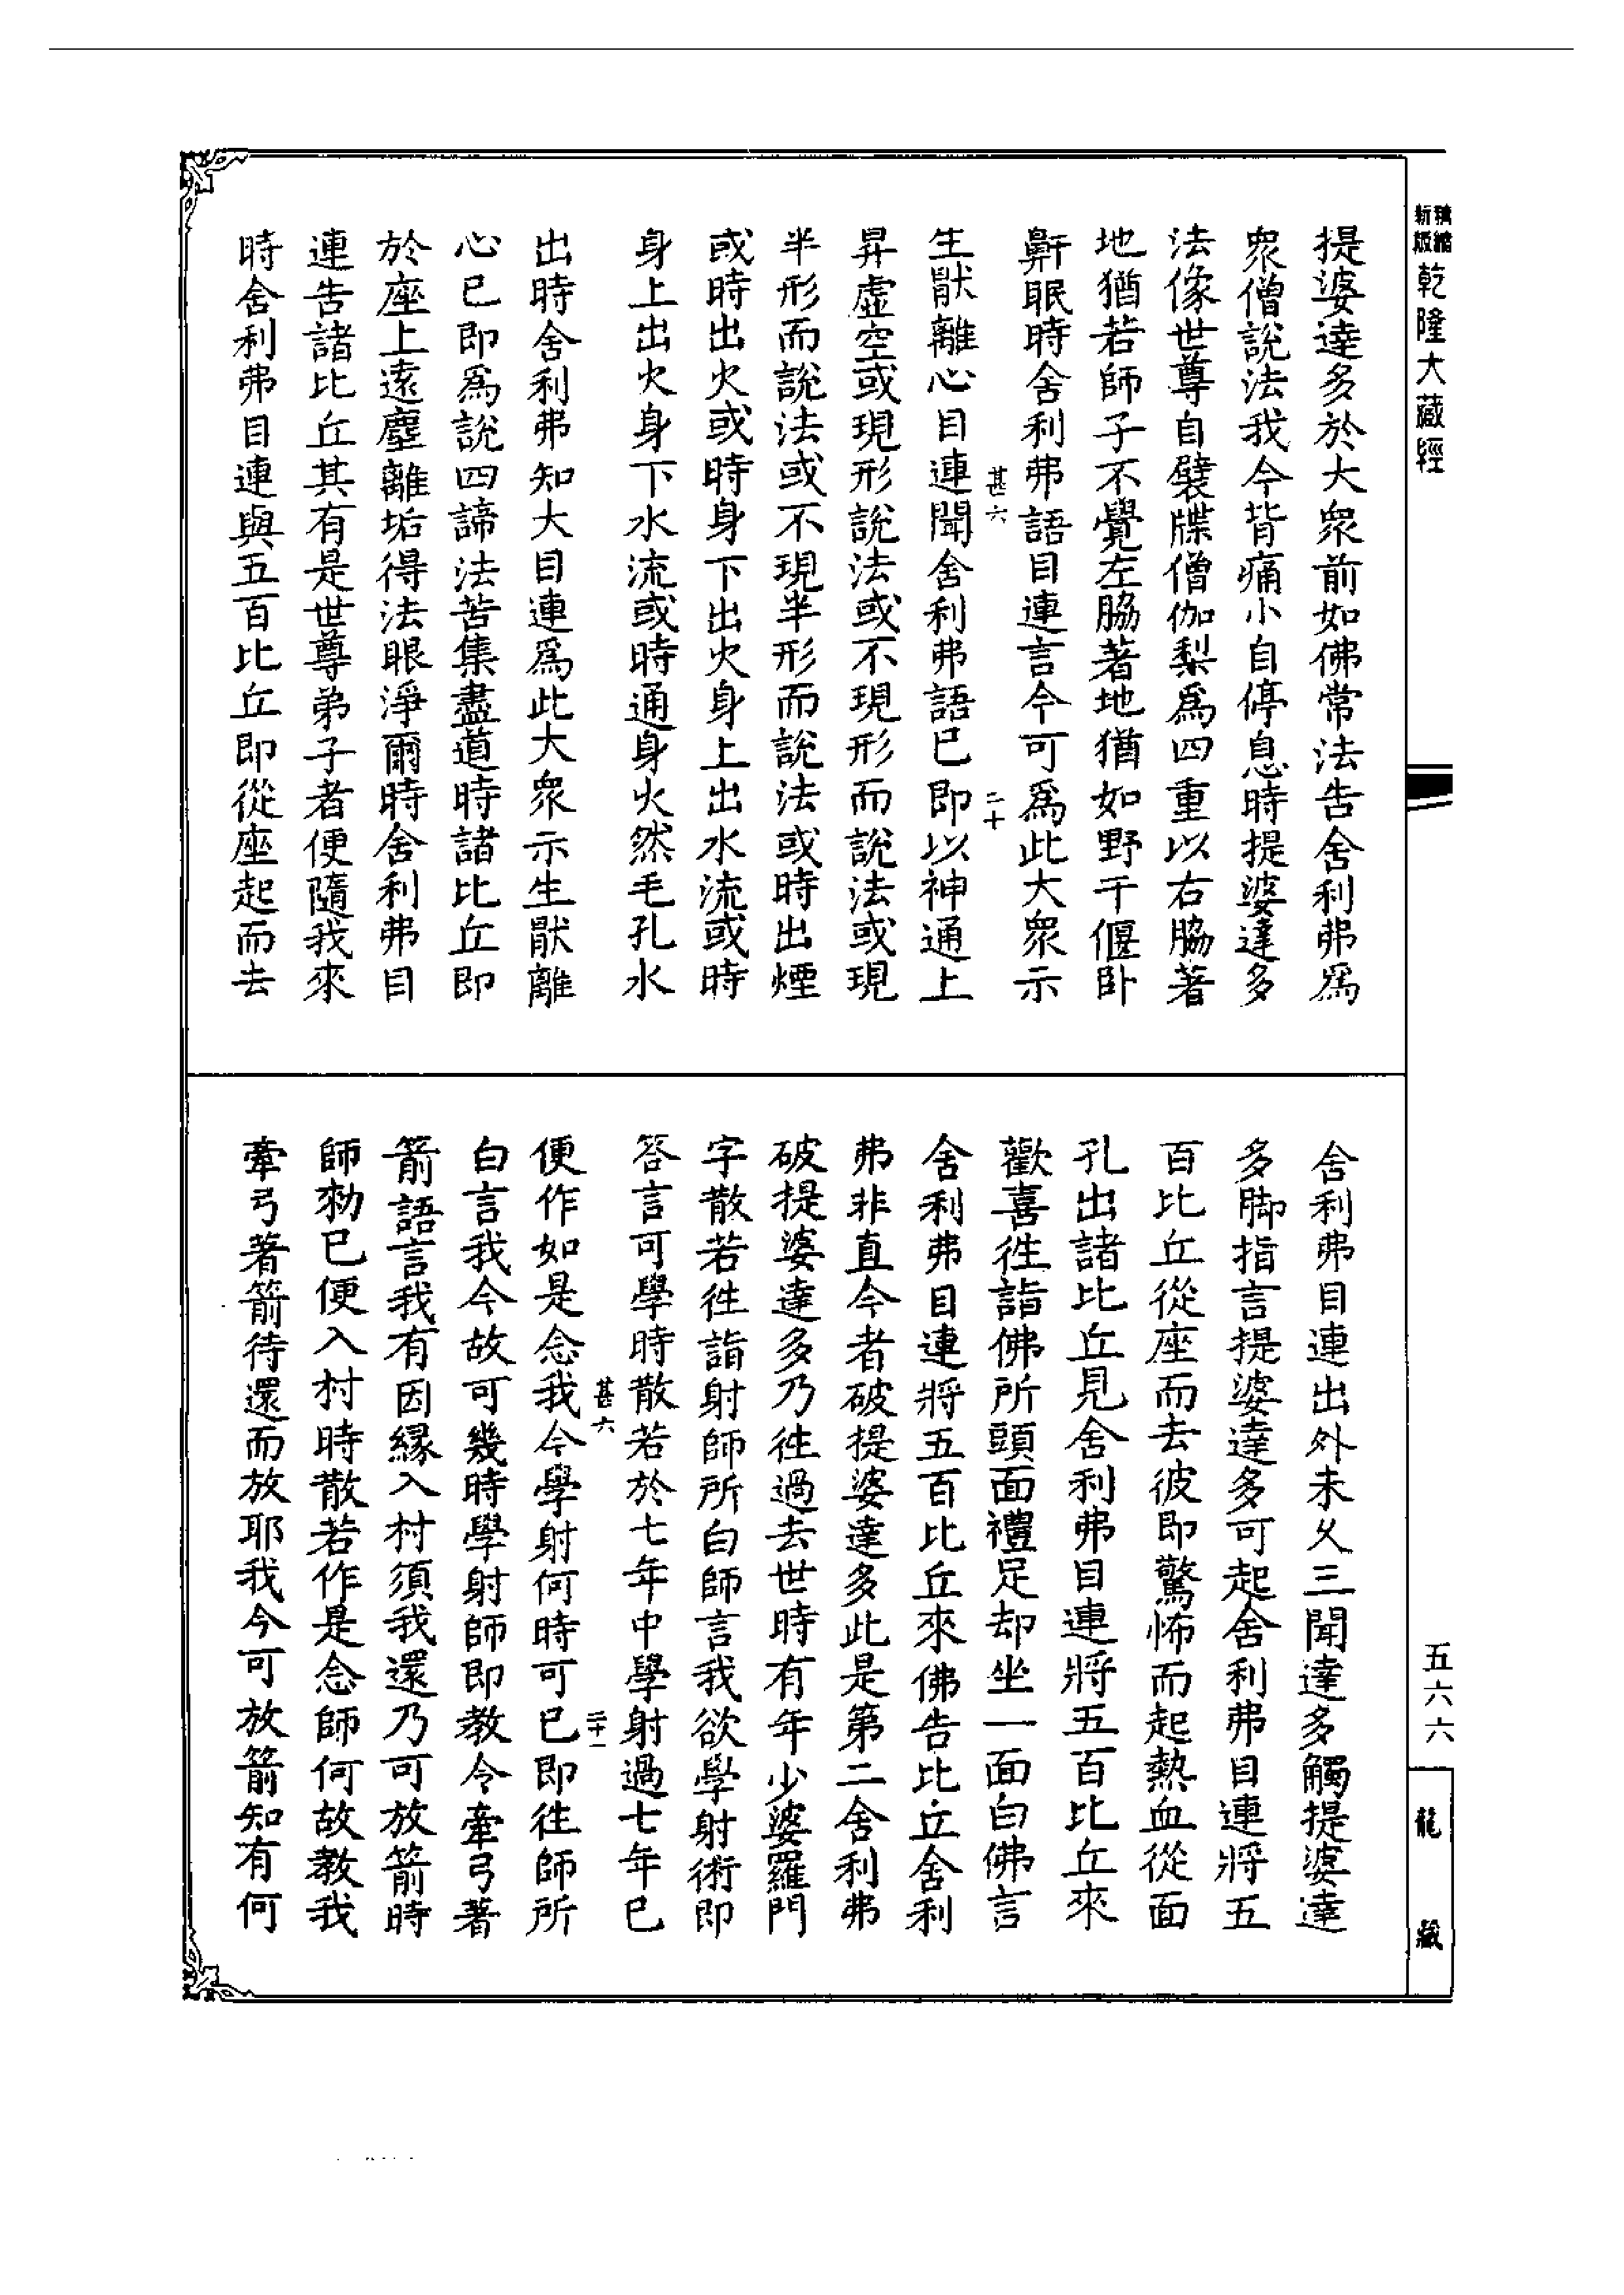 精縮新版乾隆大藏經
提婆達多於大眾前如佛常法告舍利弗爲
眾僧說法我今背痛小自停息時提婆達多
法像世尊自襞牒僧伽梨爲四重以右脇著
地猶若師子不覺左脇著地猶如野干偃臥
鼾眠時舍利弗語目連言今可爲此大眾示
甚六
二十
生厭離心目連聞舍利弗語已即以神通上
昇虛空或現形說法或不現形而說法或現
半形而說法或不現半形而說法或時出煙
或時出火或時身下出火身上出水流或時
身上出火身下水流或時通身火然毛孔水
出時舍利弗知大目連爲此大眾示生厭離
心已即爲說四諦法苦集盡道時諸比丘即
於座上遠塵離垢得法眼淨爾時舍利弗目
連告諸比丘其有是世尊弟子者便隨我來
時舍利弗目連與五百比丘即從座起而去
舍利弗目連出外未久三聞達多觸提婆達
多脚指言提婆達多可起舍利弗目連將五
百比丘從座而去彼即驚怖而起熱血從面
孔出諸比丘見舍利弗目連將五百比丘來
歡喜往詣佛所頭面禮足却坐一面白佛言
舍利弗目連將五百比丘來佛告比丘舍利
弗非直今者破提婆達多此是第二舍利弗
破提婆達多乃往過去世時有年少婆羅門
字散若往詣射師所白師言我欲學射術即
答言可學時散若於七年中學射過七年已
甚六
二十一
便作如是念我今學射何時可已即往師所
白言我今故可幾時學射師即教令牽弓著
箭語言我有因緣入村須我還乃可放箭時
師勑已便入村時散若作是念師何故教我
牽弓著箭待還而放耶我今可放箭知有何
五六六
龍藏